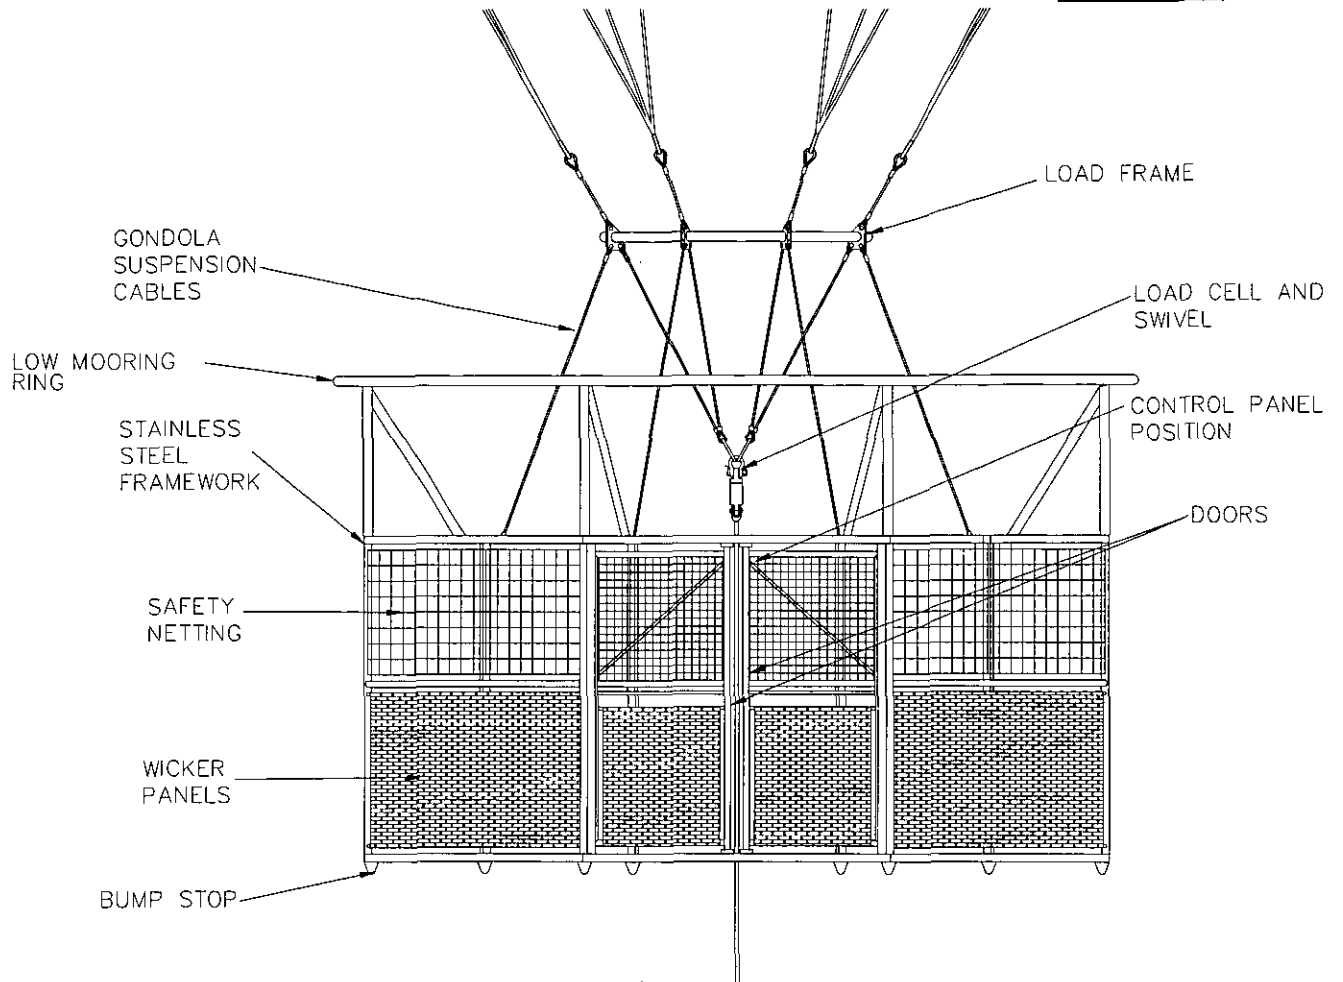 LOAD FRAME
GONDOLA
SUSPENSION
CABLES
LOAD CELL AND
SWIVEL
LOW MOORING
RING
CONTROL PANEL
POSITION
STAINLESS
STEEL
FRAMEWORK
DOORS
SAFETY
NETTING
WICKER
PANELS
BUMP STOP